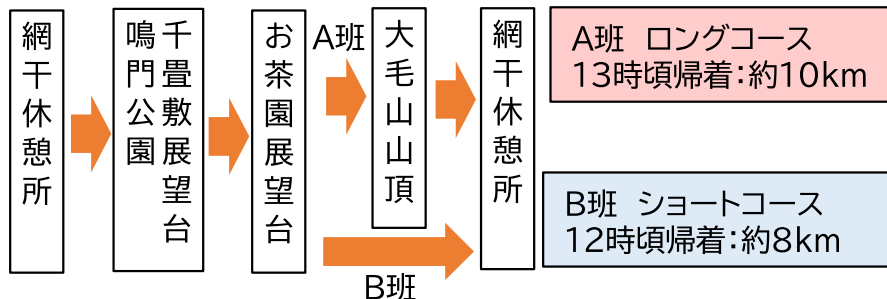 網干休憩所
千畳敷展望台
鳴門公園
お茶園展望台
A班
大毛山山頂
B班
網干休憩所
A班 ロングコース
13時頃帰着：約10km
B班 ショートコース
12時頃帰着：約8km